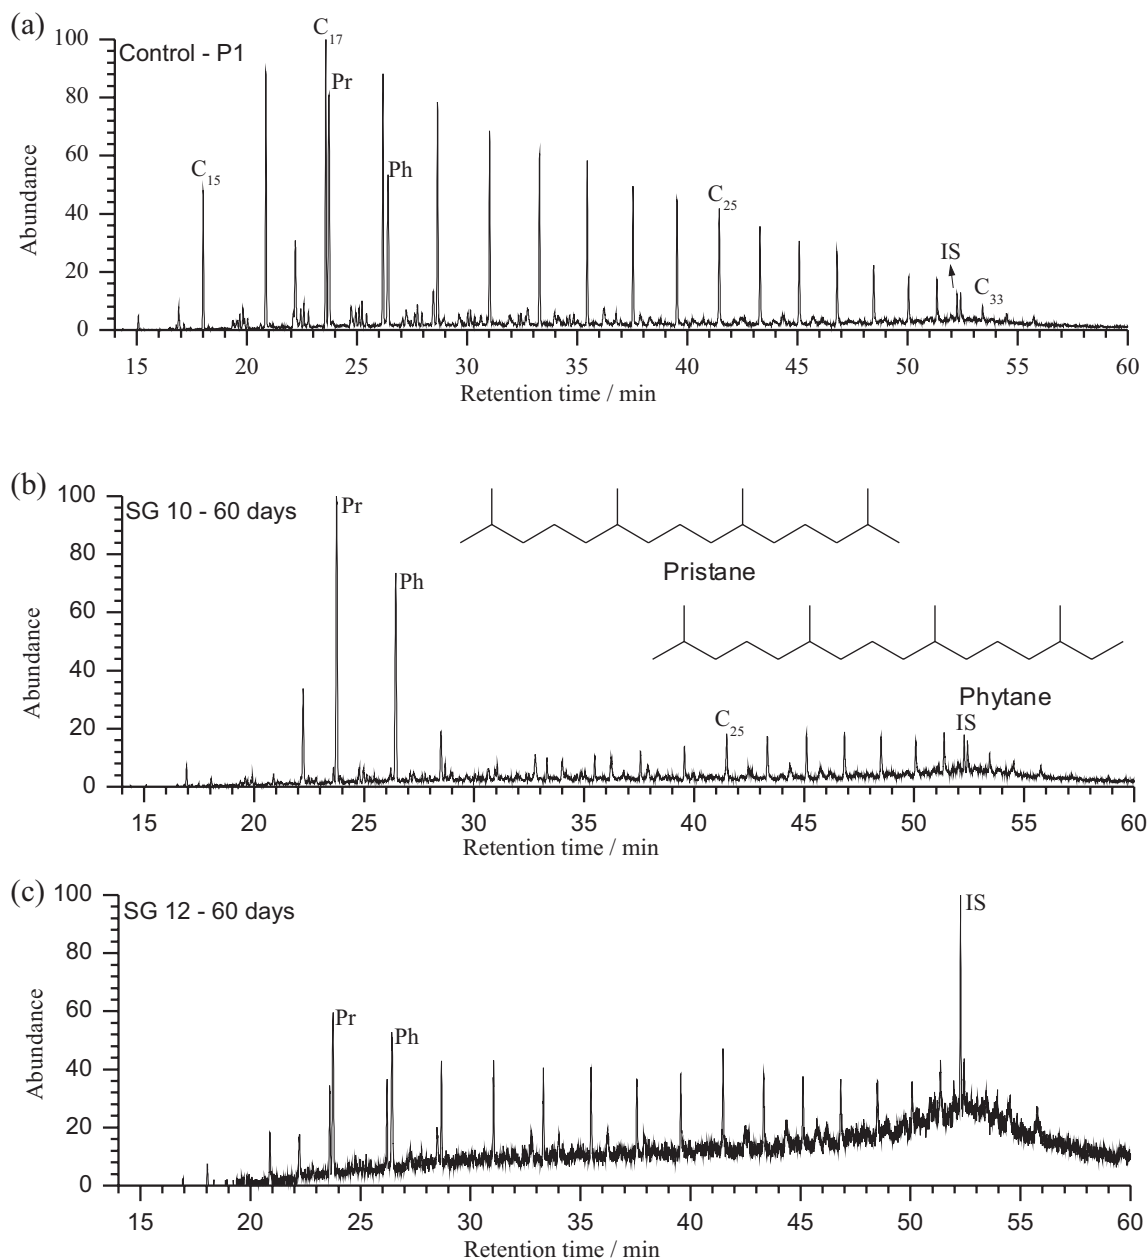 (a)
Control - P1
C15
C17
Pr
Ph
C25
IS
C33
100
80
60
40
20
0
Abundance
15 20 25 30 35 40 45 50 55 60
Retention time / min
(b)
SG 10 - 60 days
Pr
Ph
Pristane
Phytane
C25
IS
100
80
60
40
20
0
Abundance
15 20 25 30 35 40 45 50 55 60
Retention time / min
(c)
SG 12 - 60 days
Pr
Ph
IS
100
80
60
40
20
0
Abundance
15 20 25 30 35 40 45 50 55 60
Retention time / min